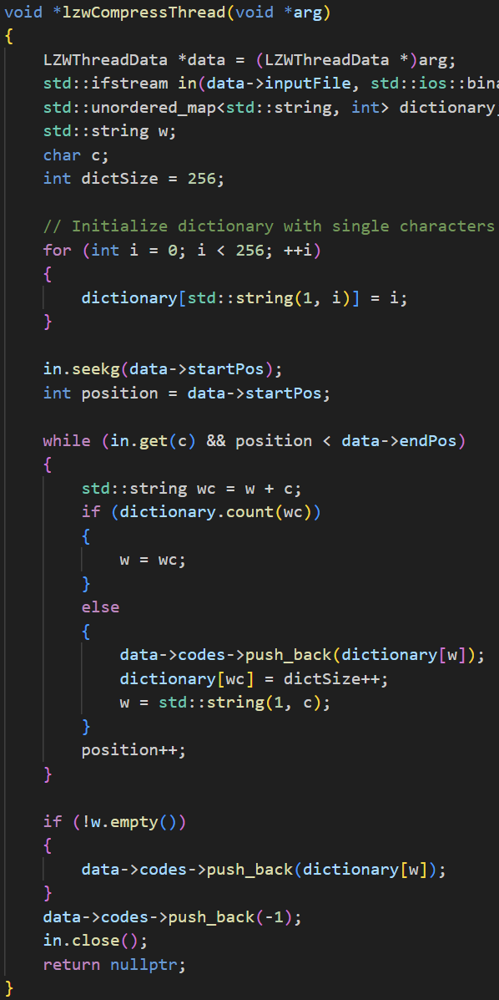 void *lzwCompressThread(void *arg)
{
    LZWThreadData *data = (LZWThreadData *)arg;
    std::ifstream in(data->inputFile, std::ios::bina
    std::unordered_map<std::string, int> dictionary;
    std::string w;
    char c;
    int dictSize = 256;

    // Initialize dictionary with single characters
    for (int i = 0; i < 256; ++i)
    {
        dictionary[std::string(1, i)] = i;
    }

    in.seekg(data->startPos);
    int position = data->startPos;

    while (in.get(c) && position < data->endPos)
    {
        std::string wc = w + c;
        if (dictionary.count(wc))
        {
            w = wc;
        }
        else
        {
            data->codes->push_back(dictionary[w]);
            dictionary[wc] = dictSize++;
            w = std::string(1, c);
        }
        position++;
    }

    if (!w.empty())
    {
        data->codes->push_back(dictionary[w]);
    }
    data->codes->push_back(-1);
    in.close();
    return nullptr;
}